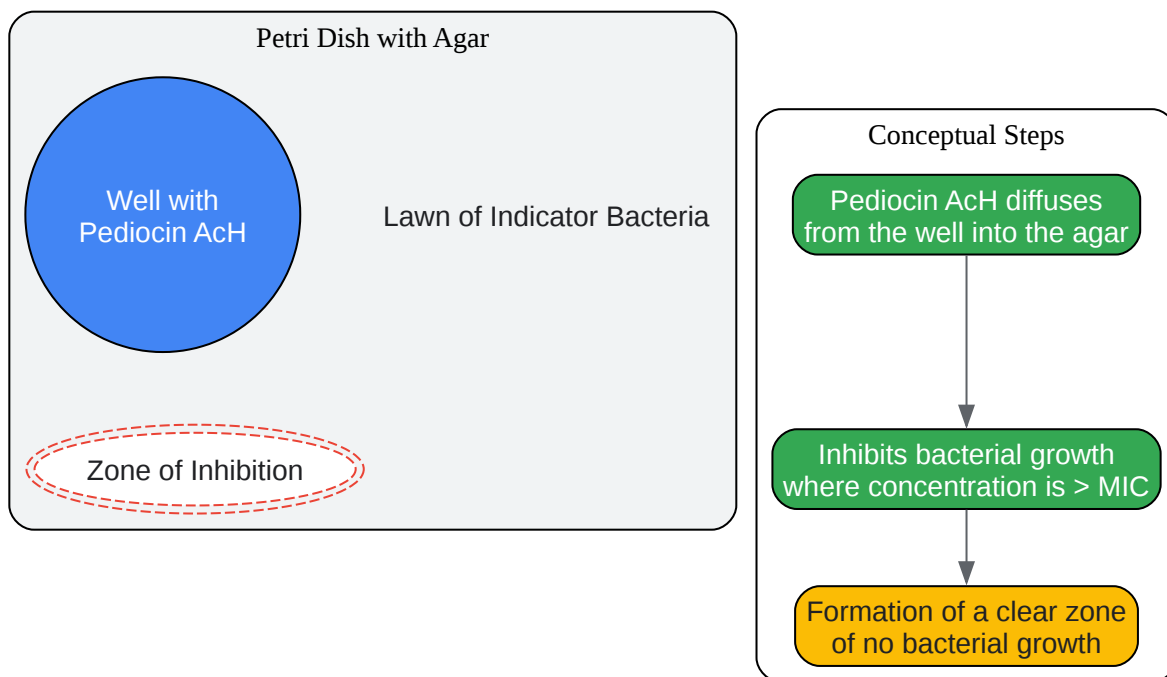 Petri Dish with Agar
Well with
Pediocin AcH
Lawn of Indicator Bacteria
Zone of Inhibition
Conceptual Steps
Pediocin AcH diffuses
from the well into the agar
Inhibits bacterial growth
where concentration is > MIC
Formation of a clear zone
of no bacterial growth